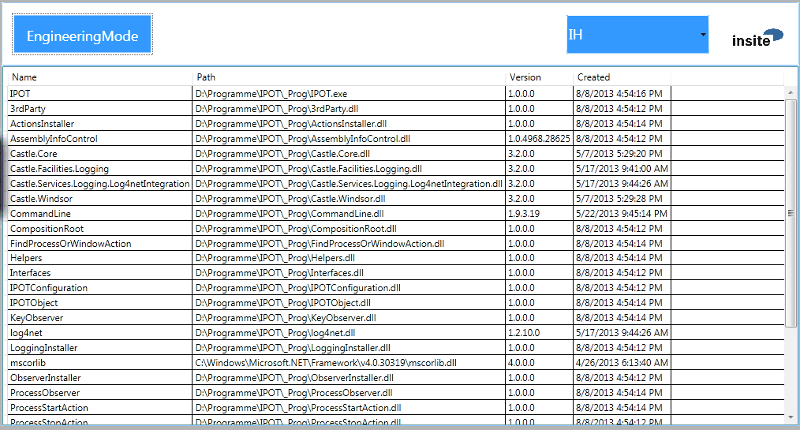 EngineeringMode
IH
insite
Name Path Version Created
IPOT D:\Programme\IPOT\_Prog\IPOT.exe 1.0.0.0 8/8/2013 4:54:16 PM
3rdParty D:\Programme\IPOT\_Prog\3rdParty.dll 1.0.0.0 8/8/2013 4:54:12 PM
ActionsInstaller D:\Programme\IPOT\_Prog\ActionsInstaller.dll 1.0.0.0 8/8/2013 4:54:14 PM
AssemblyInfoControl D:\Programme\IPOT\_Prog\AssemblyInfoControl.dll 1.0.4968.28625 8/8/2013 4:54:12 PM
Castle.Core D:\Programme\IPOT\_Prog\Castle.Core.dll 3.2.0.0 5/7/2013 5:29:20 PM
Castle.Facilities.Logging D:\Programme\IPOT\_Prog\Castle.Facilities.Logging.dll 3.2.0.0 5/17/2013 9:41:00 AM
Castle.Services.Logging.Log4netIntegration D:\Programme\IPOT\_Prog\Castle.Services.Logging.Log4netIntegration.dll 3.2.0.0 5/17/2013 9:44:26 AM
Castle.Windsor D:\Programme\IPOT\_Prog\Castle.Windsor.dll 3.2.0.0 5/7/2013 5:29:28 PM
CommandLine D:\Programme\IPOT\_Prog\CommandLine.dll 1.9.3.19 5/22/2013 9:45:14 PM
CompositionRoot D:\Programme\IPOT\_Prog\CompositionRoot.dll 1.0.0.0 8/8/2013 4:54:12 PM
FindProcessOrWindowAction D:\Programme\IPOT\_Prog\FindProcessOrWindowAction.dll 1.0.0.0 8/8/2013 4:54:14 PM
Helpers D:\Programme\IPOT\_Prog\Helpers.dll 1.0.0.0 8/8/2013 4:54:14 PM
Interfaces D:\Programme\IPOT\_Prog\Interfaces.dll 1.0.0.0 8/8/2013 4:54:12 PM
IPOTConfiguration D:\Programme\IPOT\_Prog\IPOTConfiguration.dll 1.0.0.0 8/8/2013 4:54:12 PM
IPOTObject D:\Programme\IPOT\_Prog\IPOTObject.dll 1.0.0.0 8/8/2013 4:54:14 PM
KeyObserver D:\Programme\IPOT\_Prog\KeyObserver.dll 1.0.0.0 8/8/2013 4:54:14 PM
log4net D:\Programme\IPOT\_Prog\log4net.dll 1.2.10.0 5/17/2013 9:44:26 AM
LoggingInstaller D:\Programme\IPOT\_Prog\LoggingInstaller.dll 1.0.0.0 8/8/2013 4:54:12 PM
mscorlib C:\Windows\Microsoft.NET\Framework\v4.0.30319\mscorlib.dll 4.0.0.0 4/26/2013 6:13:40 AM
ObserverInstaller D:\Programme\IPOT\_Prog\ObserverInstaller.dll 1.0.0.0 8/8/2013 4:54:12 PM
ProcessObserver D:\Programme\IPOT\_Prog\ProcessObserver.dll 1.0.0.0 8/8/2013 4:54:14 PM
ProcessStartAction D:\Programme\IPOT\_Prog\ProcessStartAction.dll 1.0.0.0 8/8/2013 4:54:14 PM
ProcessStopAction D:\Programme\IPOT\_Prog\ProcessStopAction.dll 1.0.0.0 8/8/2013 4:54:14 PM